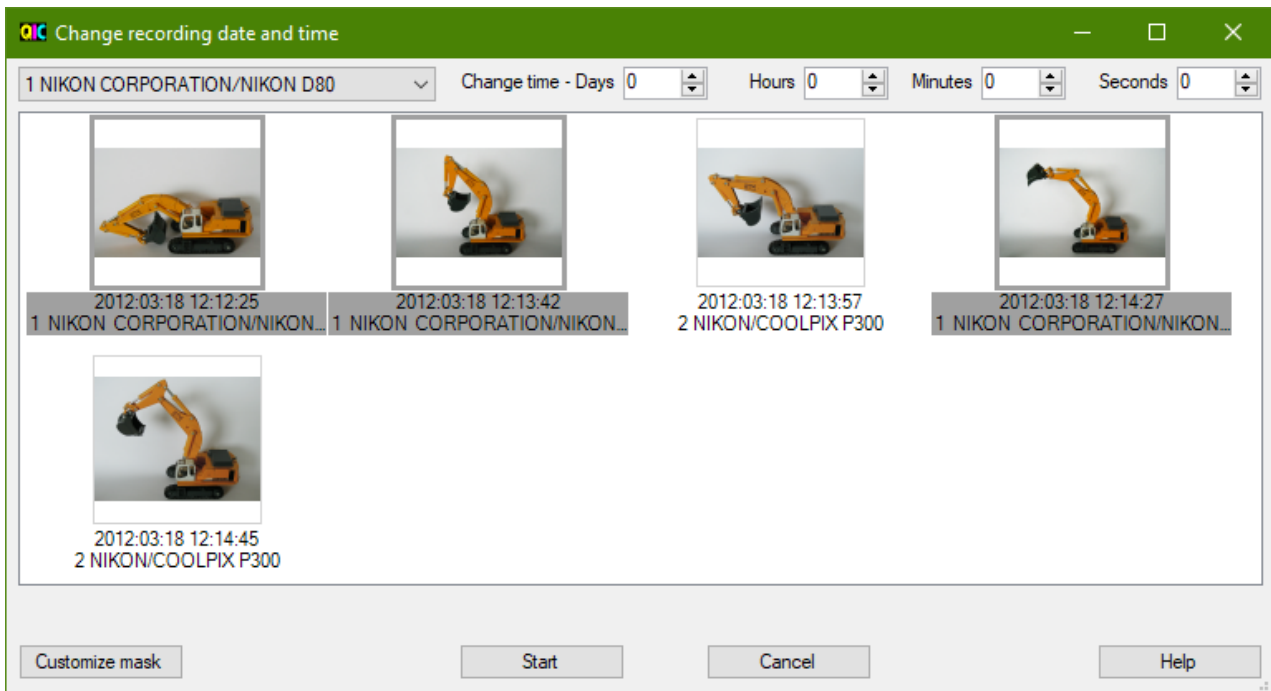 QIC Change recording date and time
1 NIKON CORPORATION/NIKON D80 Change time - Days 0 Hours 0 Minutes 0 Seconds 0
2012:03:18 12:12:25 2012:03:18 12:13:42 2012:03:18 12:13:57 2012:03:18 12:14:27
1 NIKON CORPORATION/NIKON... 1 NIKON CORPORATION/NIKON... 2 NIKON/COOLPIX P300 1 NIKON CORPORATION/NIKON...
2012:03:18 12:14:45
2 NIKON/COOLPIX P300
Customize mask Start Cancel Help